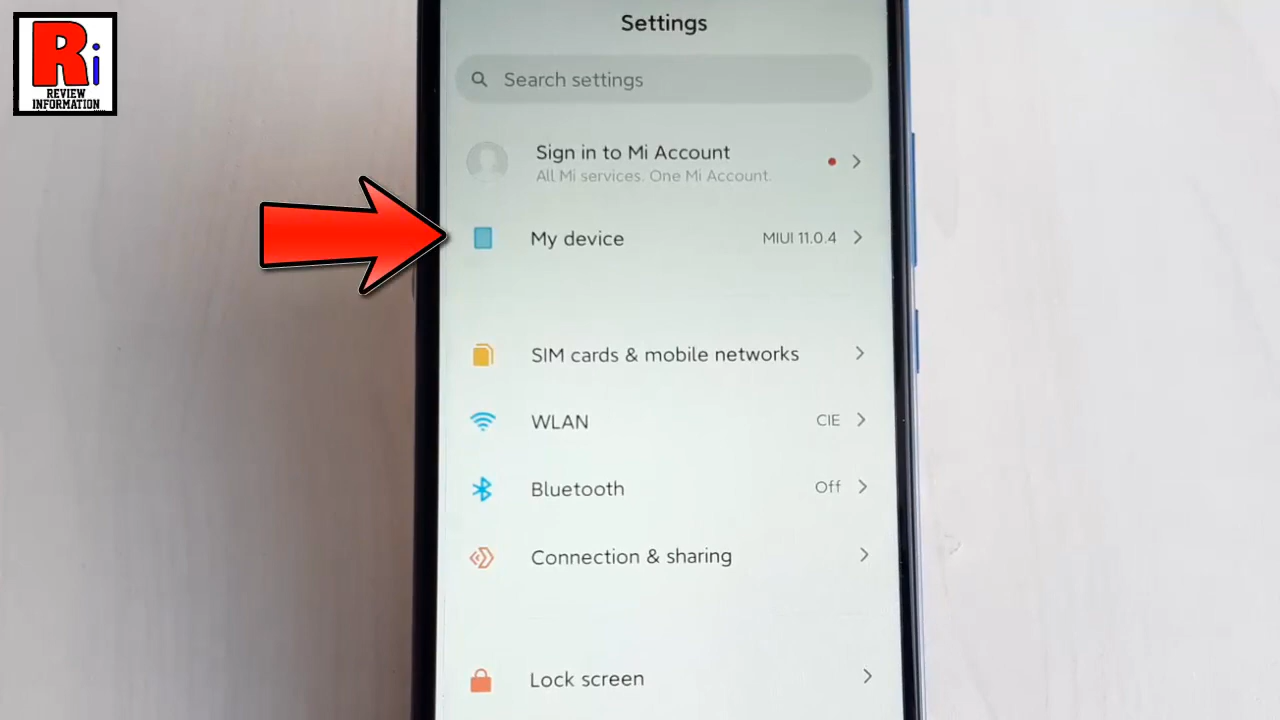 Ri
REVIEW
INFORMATION
Settings
Search settings
Sign in to Mi Account
All Mi services. One Mi Account.
My device MIUI 11.0.4
SIM cards & mobile networks
WLAN CIE
Bluetooth Off
Connection & sharing
Lock screen